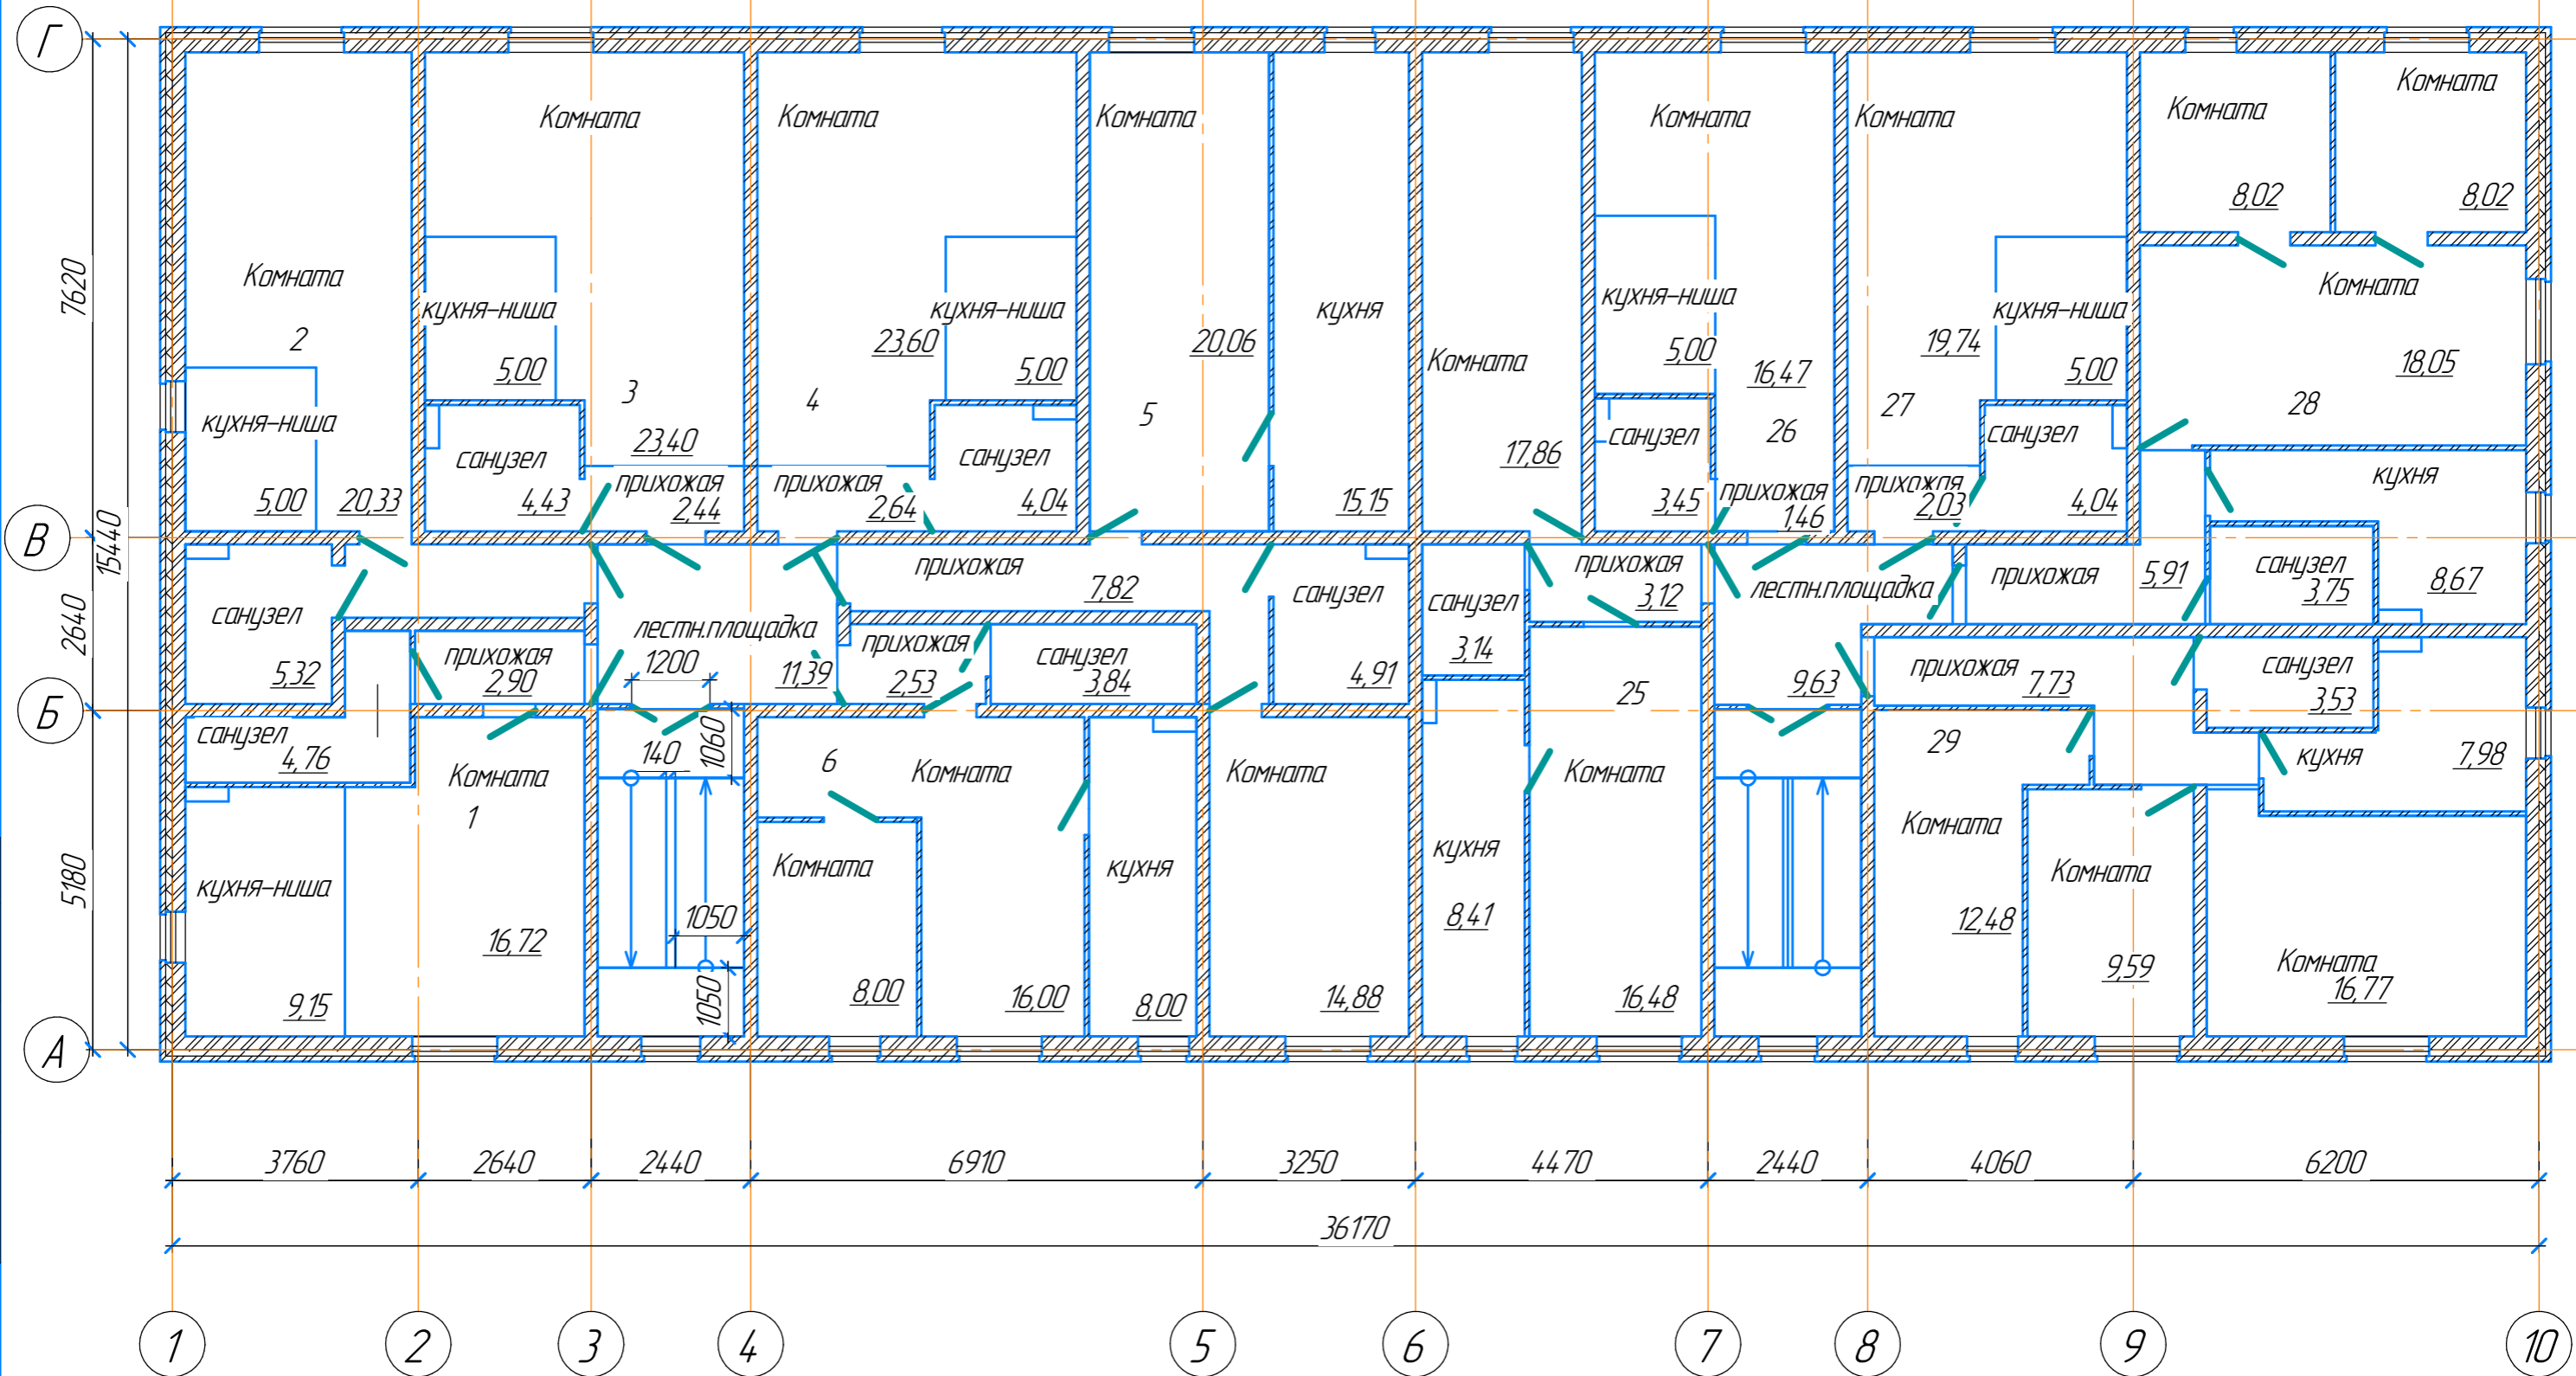 Г
Комната
Комната
Комната
Комната
Комната
Комната
Комната
8,02
8,02
Комната
Комната
2
7620
кухня-ниша
5,00
3
23,40
23,60
4
кухня-ниша
5,00
5
20,06
кухня
Комната
кухня-ниша
5,00
16,47
26
19,74
27
кухня-ниша
5,00
18,05
28
кухня-ниша
5,00
20,33
санузел
4,43
прихожая
2,44
прихожая
2,64
санузел
4,04
15,15
17,86
санузел
3,45
прихожая
1,46
прихожая
2,03
санузел
4,04
кухня
В
15440
2640
санузел
5,32
прихожая
2,90
лестн.площадка
1200
11,39
прихожая
7,82
прихожая
2,53
санузел
3,84
санузел
4,91
санузел
3,14
прихожая
3,12
25
лестн.площадка
9,63
прихожая
5,91
санузел
3,75
8,67
прихожая
7,73
санузел
3,53
Б
санузел
4,76
Комната
1
140
1060
6
Комната
Комната
Комната
29
кухня
7,98
5180
кухня-ниша
9,15
16,72
1050
1050
Комната
8,00
16,00
кухня
8,00
14,88
кухня
8,41
16,48
Комната
12,48
Комната
9,59
Комната
16,77
А
3760
2640
2440
6910
3250
4470
2440
4060
6200
36170
1
2
3
4
5
6
7
8
9
10